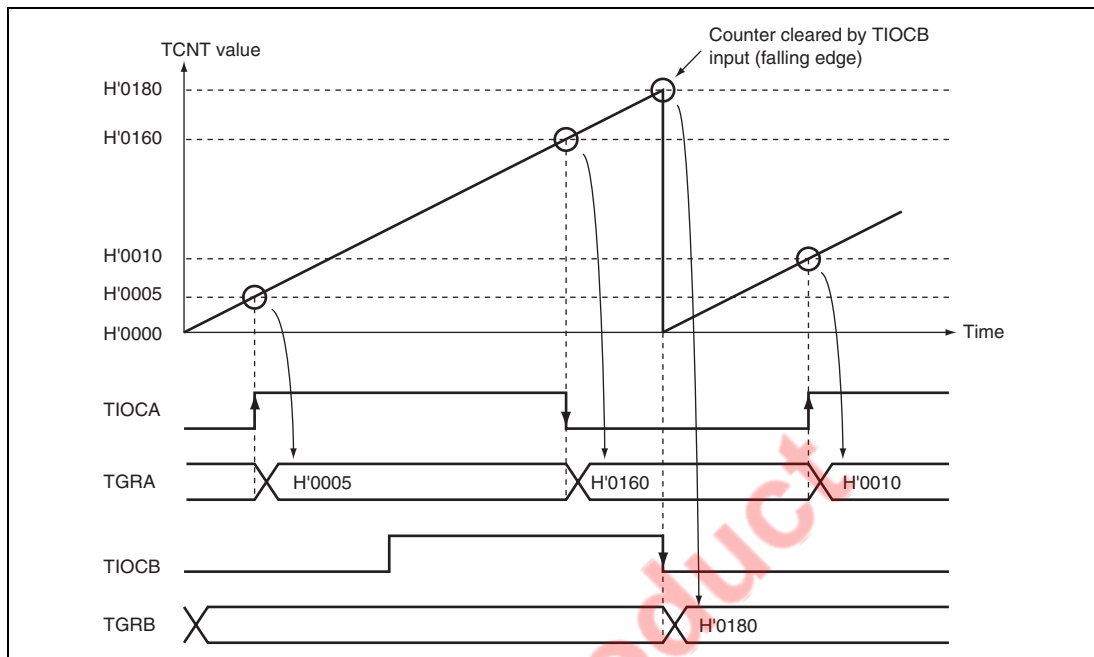 Counter cleared by TIOCB
input (falling edge)
TCNT value
H'0180
H'0160
H'0010
H'0005
H'0000
Time
TIOCA
TGRA
H'0005
H'0160
H'0010
TIOCB
TGRB
H'0180